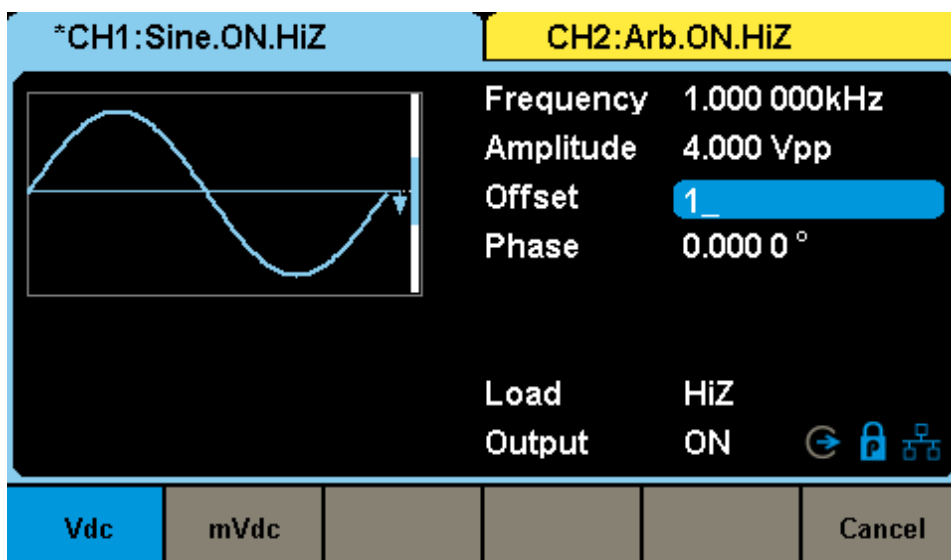 *CH1:Sine.ON.HiZ
CH2:Arb.ON.HiZ
Frequency 1.000 000kHz
Amplitude 4.000 Vpp
Offset 1_
Phase 0.000 0 °
Load HiZ
Output ON
P
Vdc mVdc Cancel